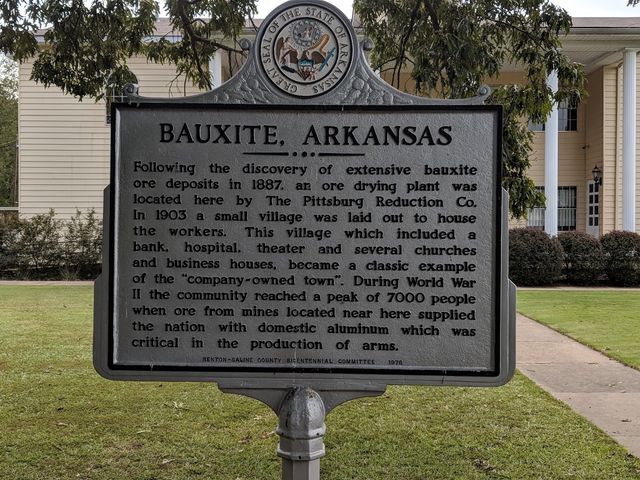 GREAT SEAL OF THE STATE OF ARKANSAS
BAUXITE, ARKANSAS
Following the discovery of extensive bauxite
ore deposits in 1887, an ore drying plant was
located here by The Pittsburg Reduction Co.
In 1903 a small village was laid out to house
the workers. This village which included a
bank, hospital, theater and several churches
and business houses, became a classic example
of the "company-owned town". During World War
II the community reached a peak of 7000 people
when ore from mines located near here supplied
the nation with domestic aluminum which was
critical in the production of arms.
BENTON-SALINE COUNTY BICENTENNIAL COMMITTEE 1976